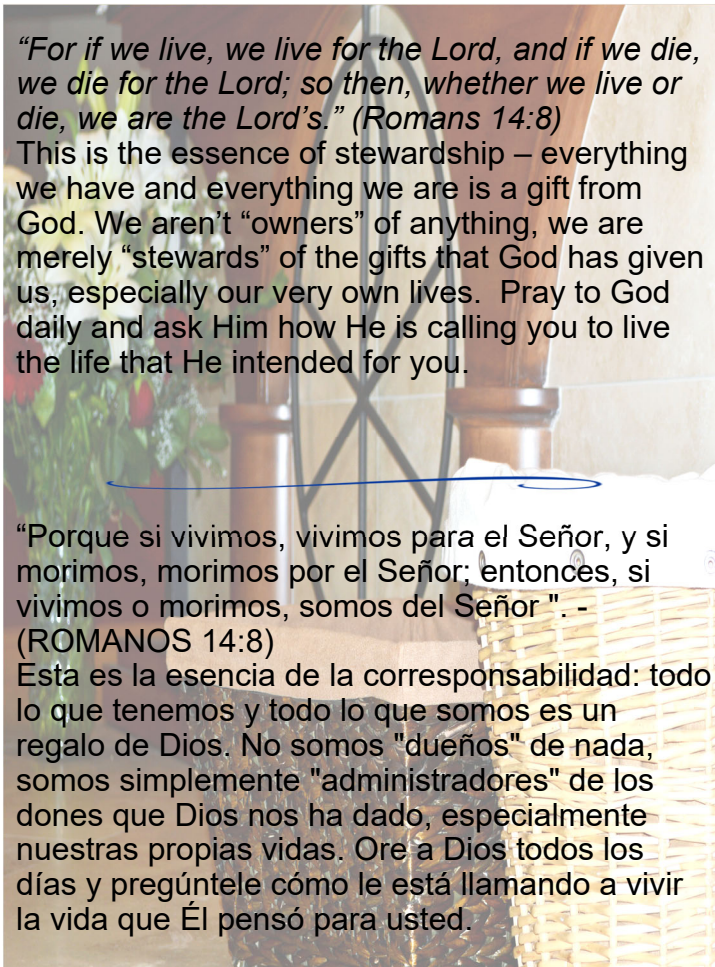 “For if we live, we live for the Lord, and if we die,
we die for the Lord; so then, whether we live or
die, we are the Lord’s.” (Romans 14:8)
This is the essence of stewardship – everything
we have and everything we are is a gift from
God. We aren’t “owners” of anything, we are
merely “stewards” of the gifts that God has given
us, especially our very own lives.  Pray to God
daily and ask Him how He is calling you to live
the life that He intended for you.
“Porque si vivimos, vivimos para el Señor, y si
morimos, morimos por el Señor; entonces, si
vivimos o morimos, somos del Señor ". -
(ROMANOS 14:8)
Esta es la esencia de la corresponsabilidad: todo
lo que tenemos y todo lo que somos es un
regalo de Dios. No somos "dueños" de nada,
somos simplemente "administradores" de los
dones que Dios nos ha dado, especialmente
nuestras propias vidas. Ore a Dios todos los
días y pregúntele cómo le está llamando a vivir
la vida que Él pensó para usted.